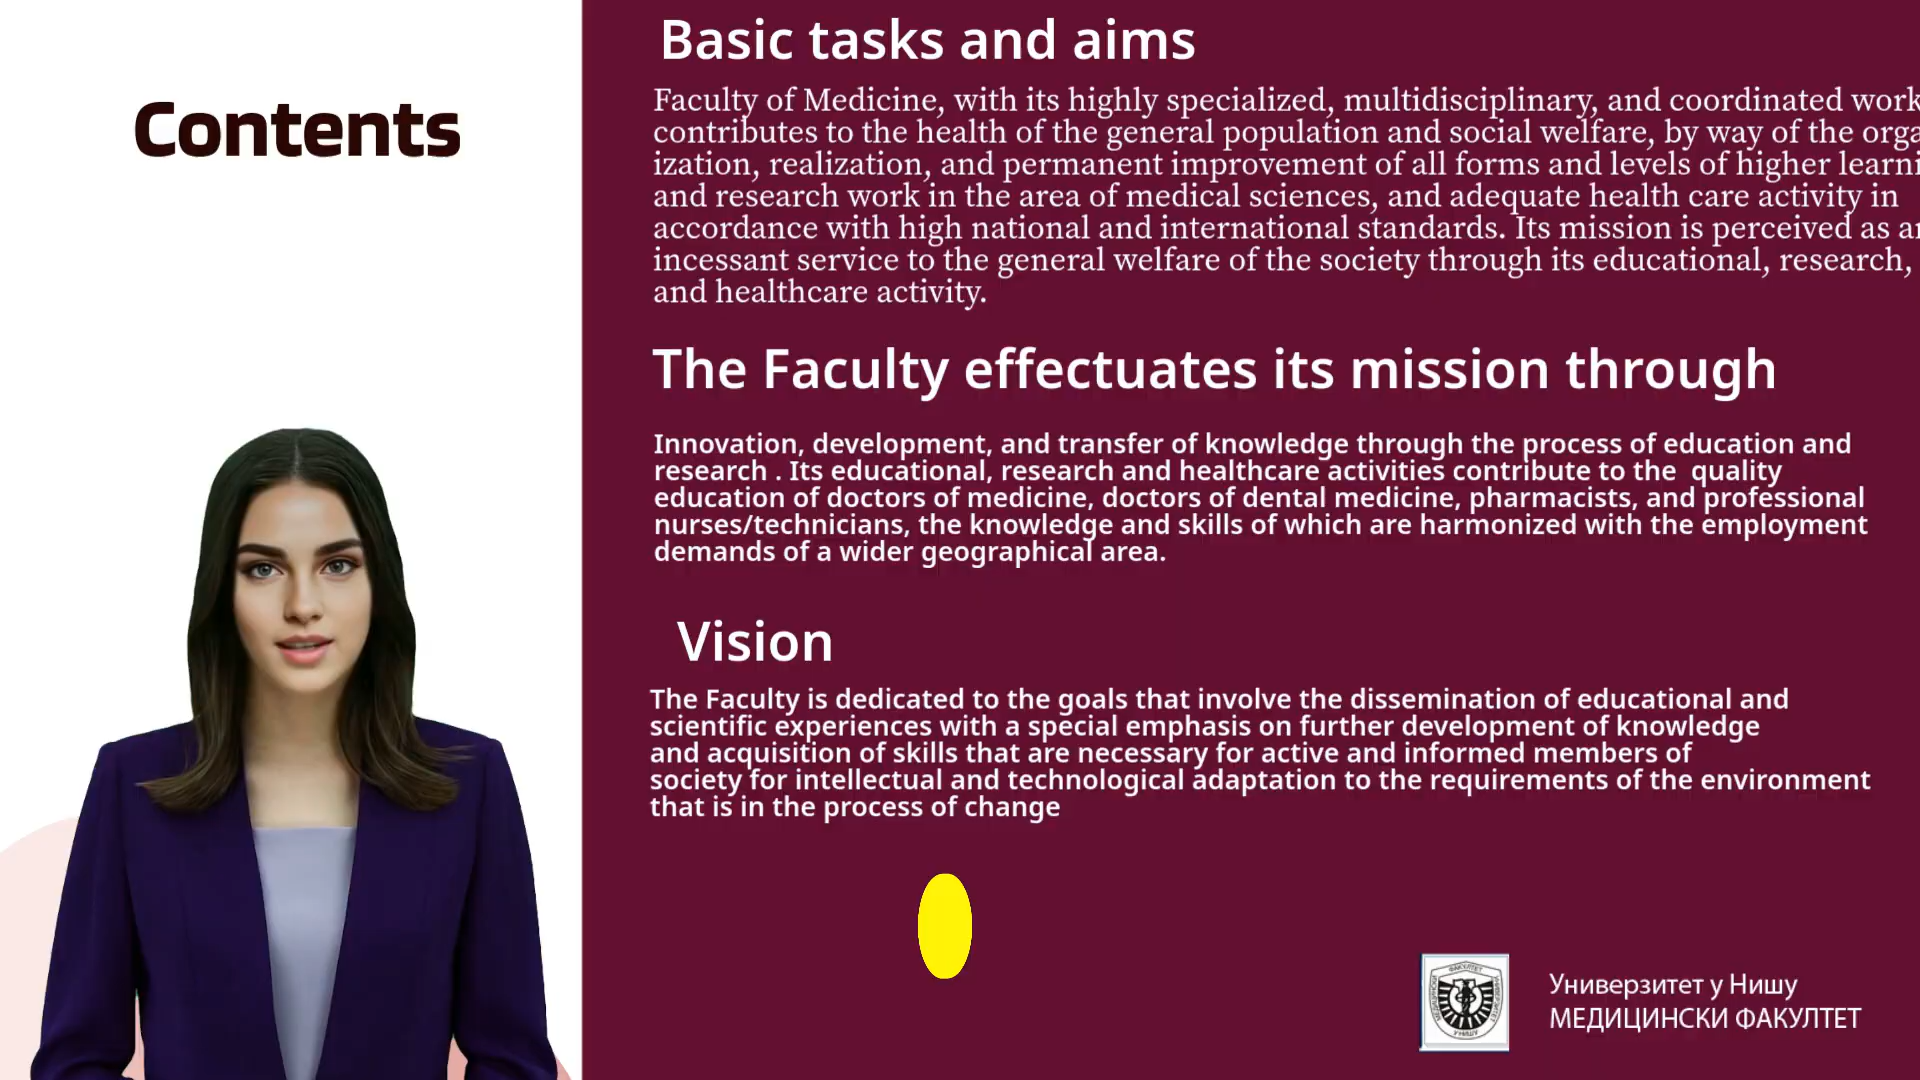 Contents
Basic tasks and aims
Faculty of Medicine, with its highly specialized, multidisciplinary, and coordinated work
contributes to the health of the general population and social welfare, by way of the orga
ization, realization, and permanent improvement of all forms and levels of higher learni
and research work in the area of medical sciences, and adequate health care activity in
accordance with high national and international standards. Its mission is perceived as an
incessant service to the general welfare of the society through its educational, research,
and healthcare activity.
The Faculty effectuates its mission through
Innovation, development, and transfer of knowledge through the process of education and
research . Its educational, research and healthcare activities contribute to the quality
education of doctors of medicine, doctors of dental medicine, pharmacists, and professional
nurses/technicians, the knowledge and skills of which are harmonized with the employment
demands of a wider geographical area.
Vision
The Faculty is dedicated to the goals that involve the dissemination of educational and
scientific experiences with a special emphasis on further development of knowledge
and acquisition of skills that are necessary for active and informed members of
society for intellectual and technological adaptation to the requirements of the environment
that is in the process of change
Универзитет у Нишу
МЕДИЦИНСКИ ФАКУЛТЕТ